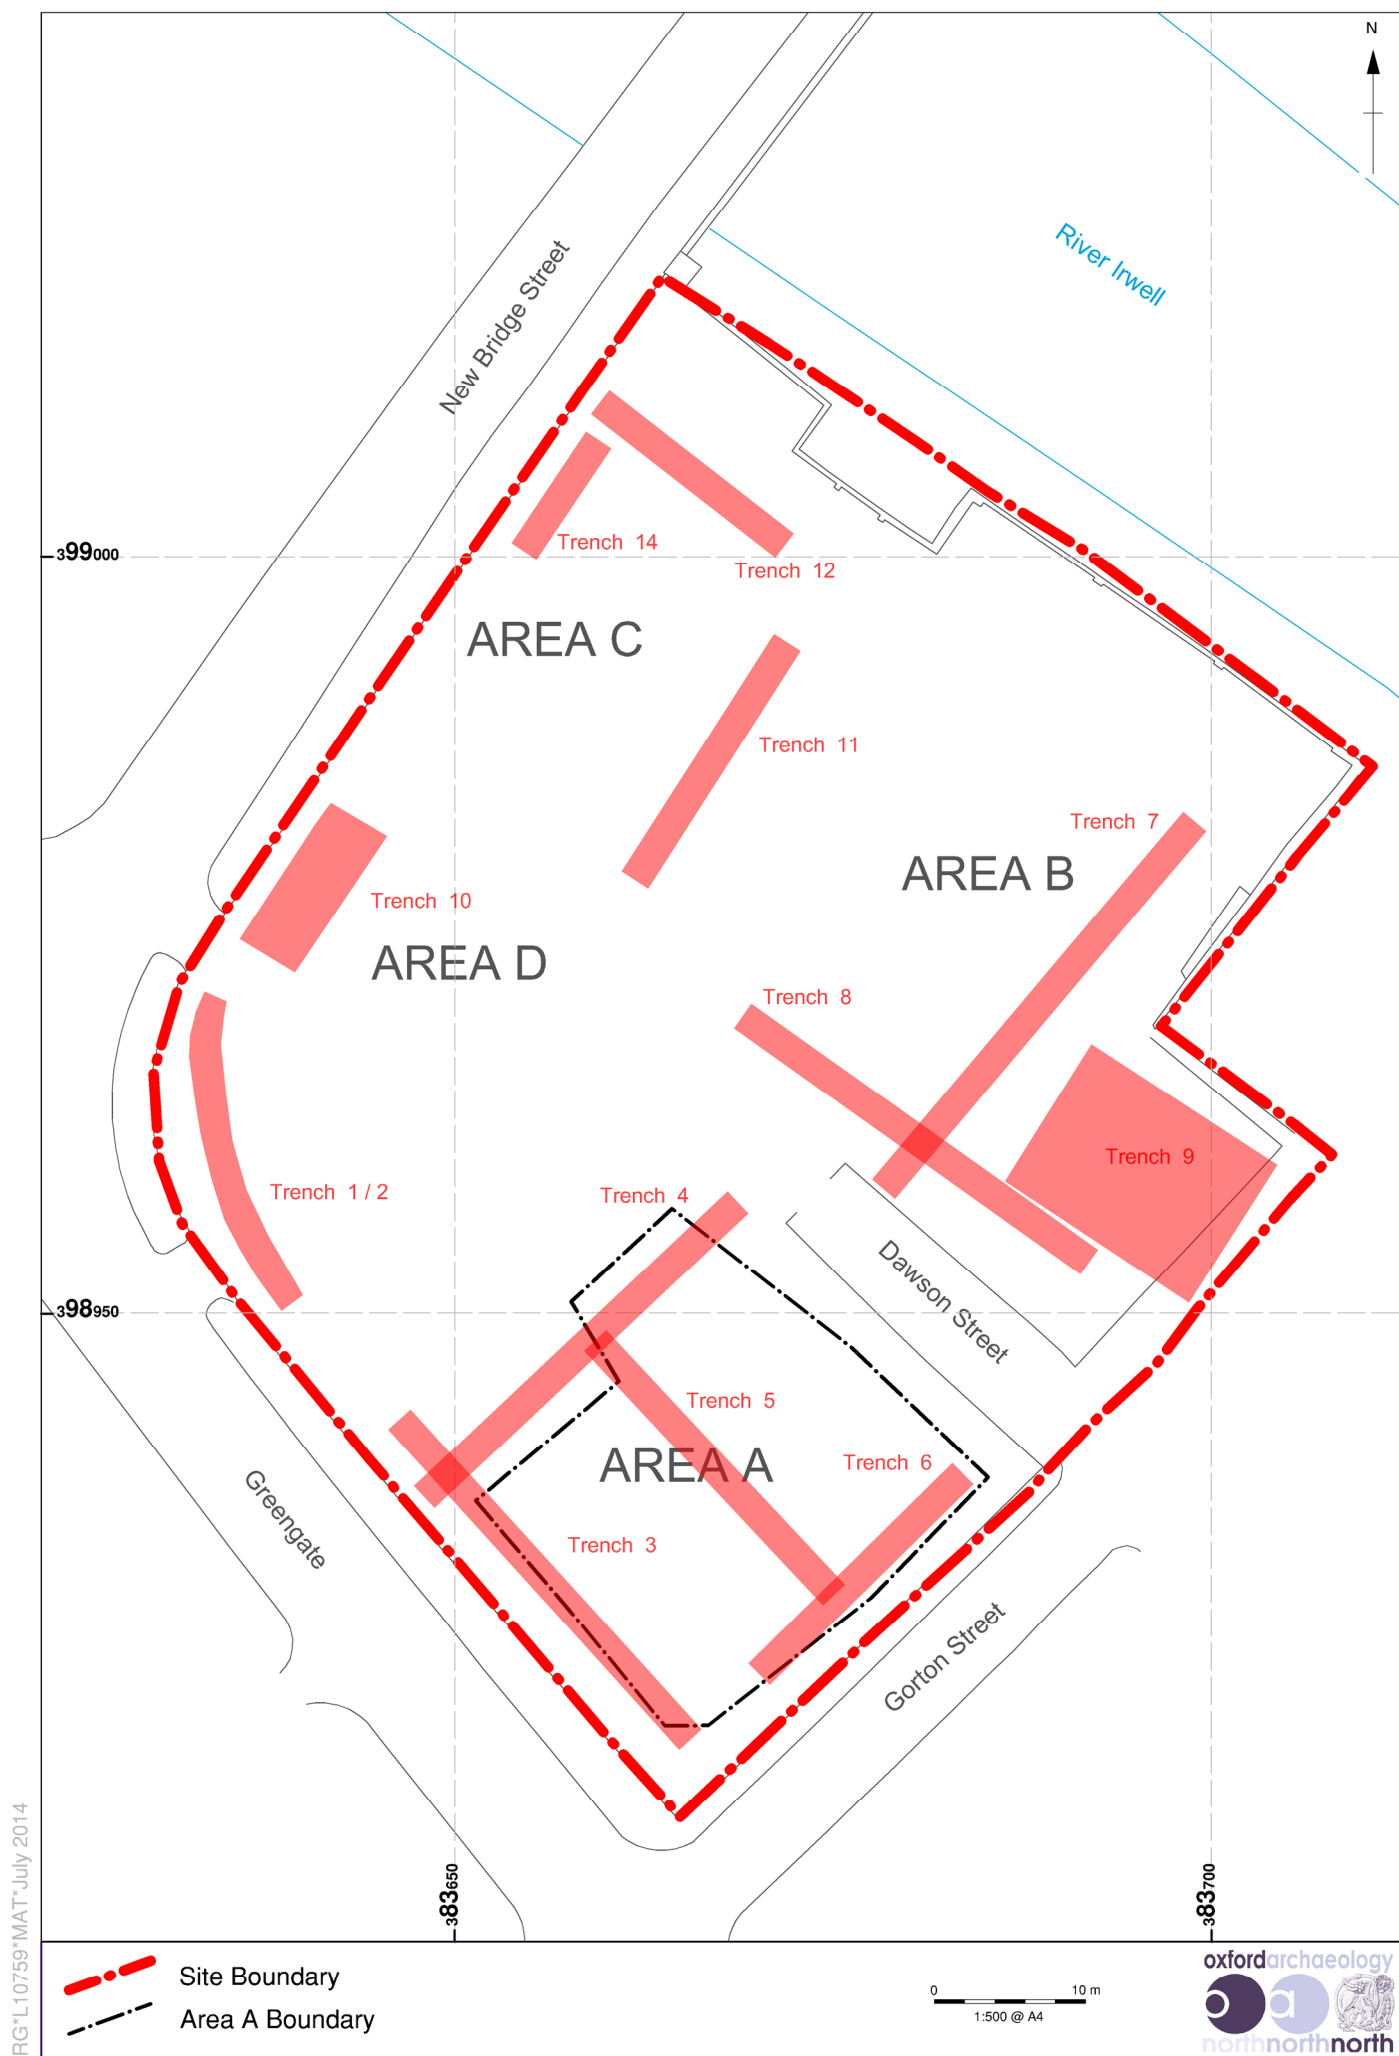 N
River Irwell
New Bridge Street
399000
Trench 14
Trench 12
AREA C
Trench 11
Trench 7
AREA B
Trench 10
AREA D
Trench 8
Trench 9
Trench 1 / 2
Trench 4
Dawson Street
398950
Trench 5
AREA A
Trench 6
Greengate
Trench 3
Gorton Street
383650
383700
RG*L10759*MAT*July 2014
Site Boundary
Area A Boundary
0 10 m
1:500 @ A4
oxfordarchaeology
oa
northnorthnorth